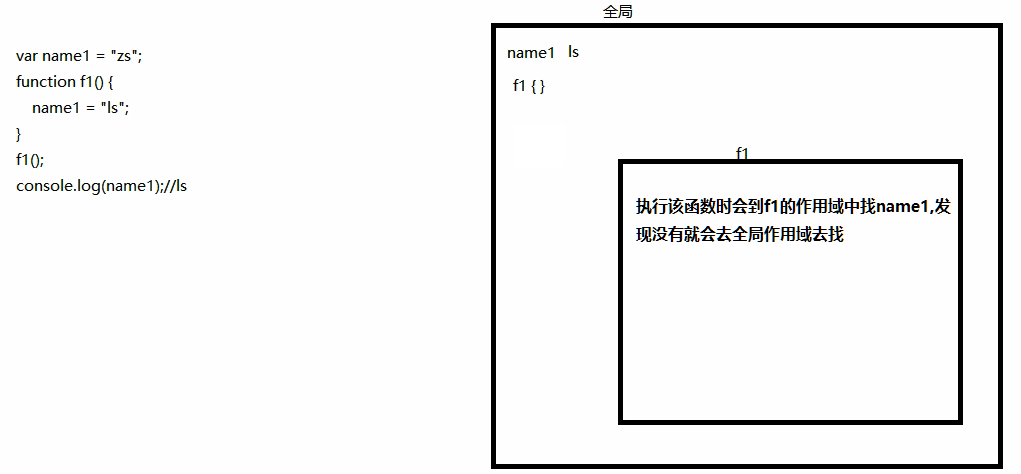 var name1 = "zs";
function f1() {
    name1 = "ls";
}
f1();
console.log(name1);//ls
全局
name1 ls
f1 { }
f1
执行该函数时会到f1的作用域中找name1,发
现没有就会去全局作用域去找